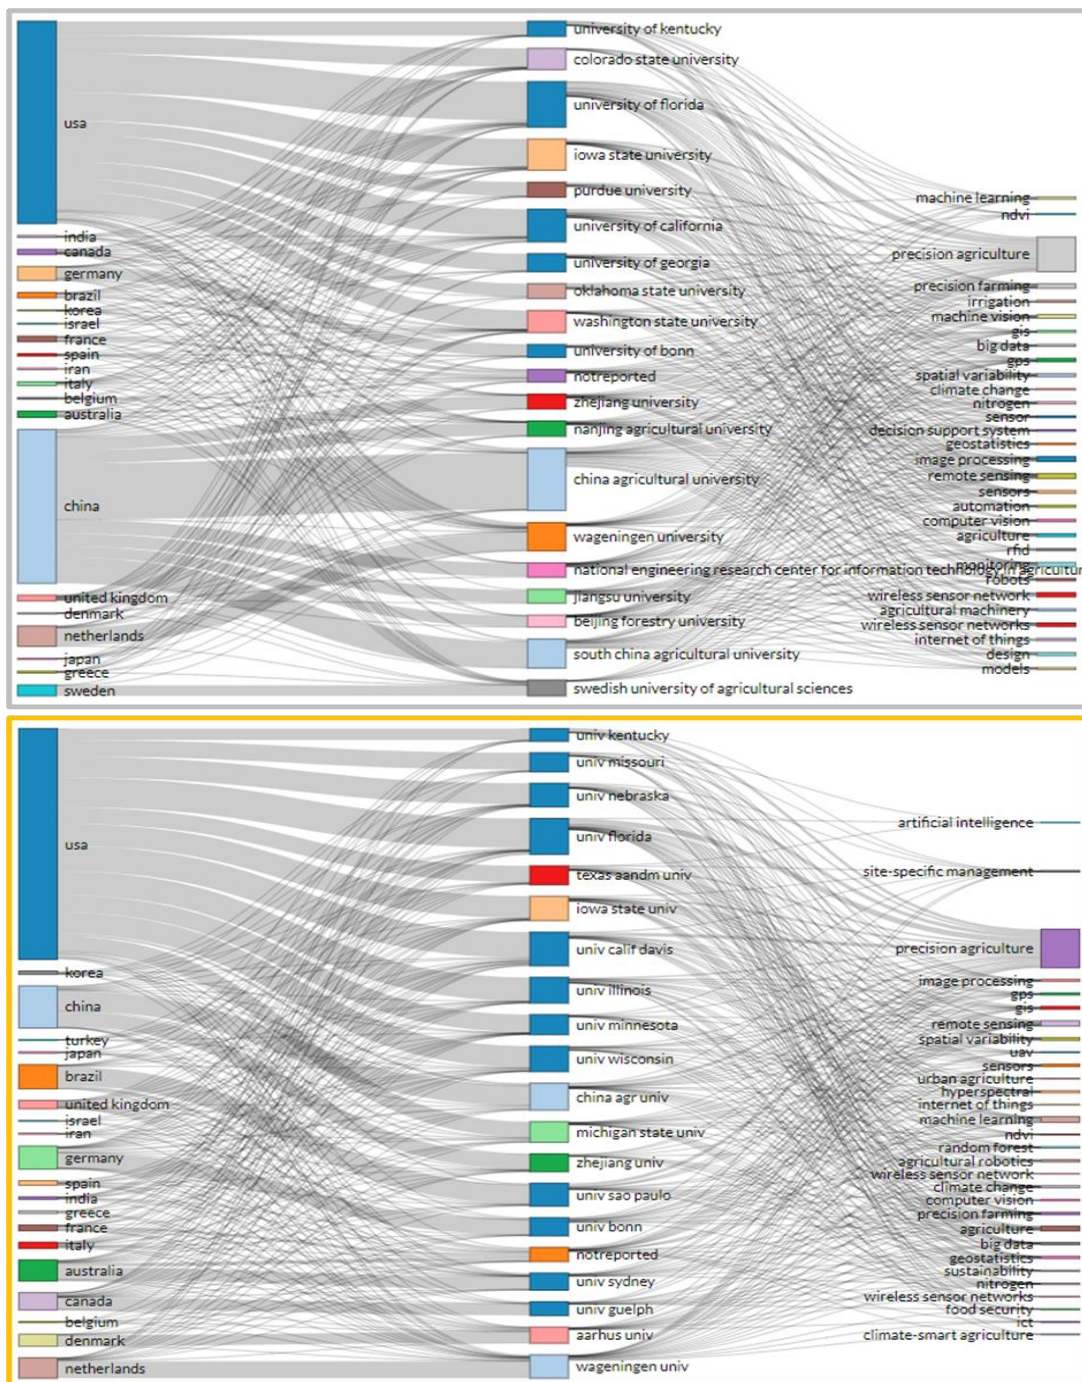 usa
india
canada
germany
brazil
korea
israel
france
spain
iran
italy
belgium
australia
china
united kingdom
denmark
netherlands
japan
greece
sweden
university of kentucky
colorado state university
university of florida
iowa state university
purdue university
university of california
university of georgia
oklahoma state university
washington state university
university of bonn
notreported
zhejiang university
nanjing agricultural university
china agricultural university
wageningen university
national engineering research center for information technology in agricultur
jiangsu university
beijing forestry university
south china agricultural university
swedish university of agricultural sciences
machine learning
ndvi
precision agriculture
precision farming
irrigation
machine vision
gis
big data
gps
spatial variability
climate change
nitrogen
sensor
decision support system
geostatistics
image processing
remote sensing
sensors
automation
computer vision
agriculture
rfid
monitoring
robots
wireless sensor network
agricultural machinery
wireless sensor networks
internet of things
design
models
usa
korea
china
turkey
japan
brazil
united kingdom
israel
iran
germany
spain
india
greece
france
italy
australia
canada
belgium
denmark
netherlands
univ kentucky
univ missouri
univ nebraska
univ florida
texas aandm univ
iowa state univ
univ calif davis
univ illinois
univ minnesota
univ wisconsin
china agr univ
michigan state univ
zhejiang univ
univ sao paulo
univ bonn
notreported
univ sydney
univ guelph
aarhus univ
wageningen univ
artificial intelligence
site-specific management
precision agriculture
image processing
gps
gis
remote sensing
spatial variability
uav
sensors
urban agriculture
hyperspectral
internet of things
machine learning
ndvi
random forest
agricultural robotics
wireless sensor network
climate change
computer vision
precision farming
agriculture
big data
geostatistics
sustainability
nitrogen
wireless sensor networks
food security
ict
climate-smart agriculture